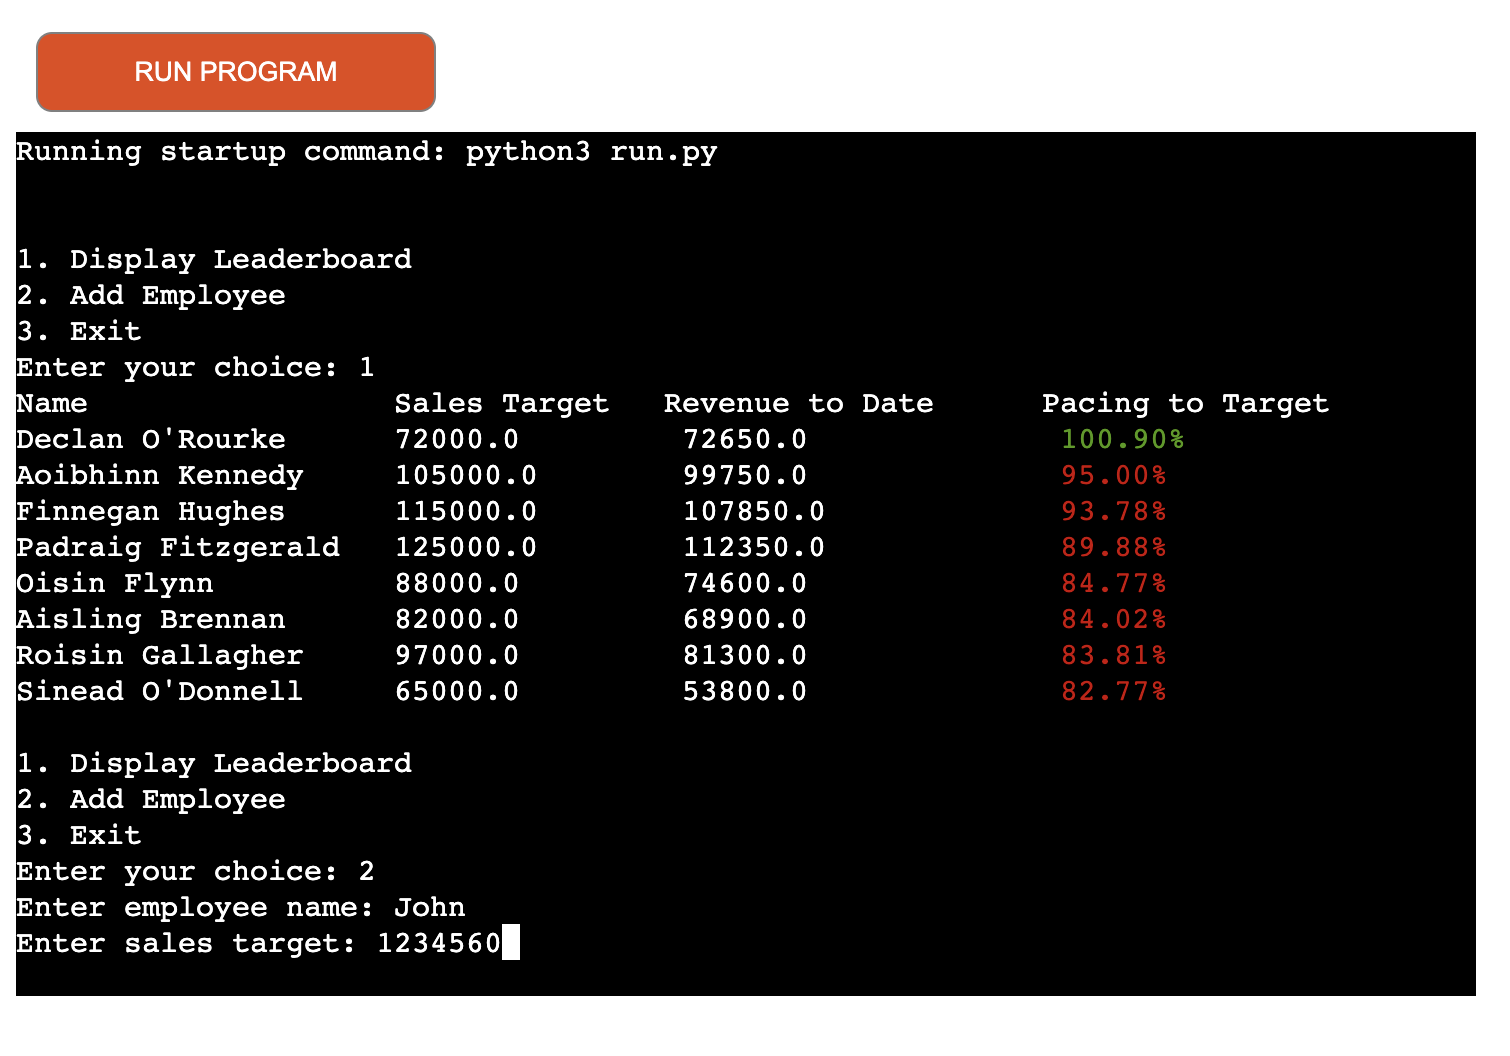 RUN PROGRAM
Running startup command: python3 run.py
1. Display Leaderboard
2. Add Employee
3. Exit
Enter your choice: 1
Name Sales Target Revenue to Date Pacing to Target
Declan O'Rourke 72000.0 72650.0 100.90%
Aoibhinn Kennedy 105000.0 99750.0 95.00%
Finnegan Hughes 115000.0 107850.0 93.78%
Padraig Fitzgerald 125000.0 112350.0 89.88%
Oisin Flynn 88000.0 74600.0 84.77%
Aisling Brennan 82000.0 68900.0 84.02%
Roisin Gallagher 97000.0 81300.0 83.81%
Sinead O'Donnell 65000.0 53800.0 82.77%
1. Display Leaderboard
2. Add Employee
3. Exit
Enter your choice: 2
Enter employee name: John
Enter sales target: 1234560